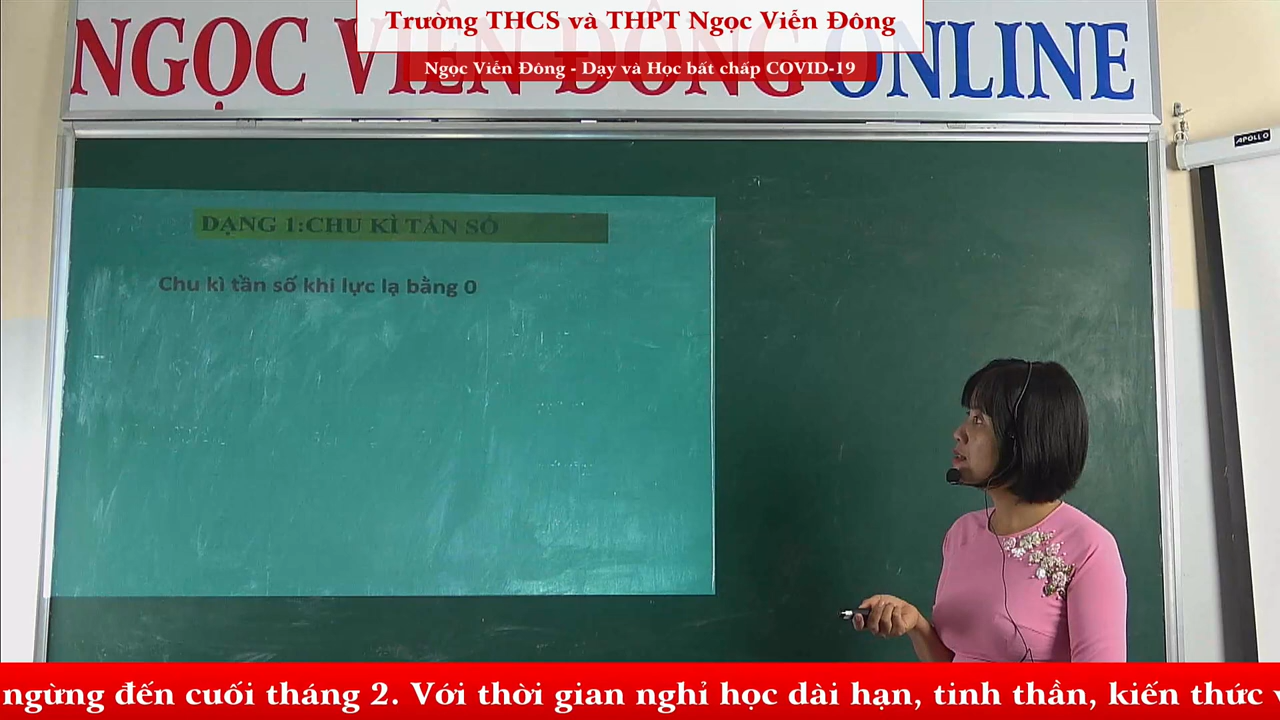 Trường THCS và THPT Ngọc Viễn Đông
NGỌC VIỄN ĐÔNG ONLINE
Ngọc Viễn Đông - Dạy và Học bất chấp COVID-19
APOLLO
DẠNG 1:CHU KÌ TẦN SỐ
Chu kì tần số khi lực lạ bằng 0
ngừng đến cuối tháng 2. Với thời gian nghỉ học dài hạn, tinh thần, kiến thức